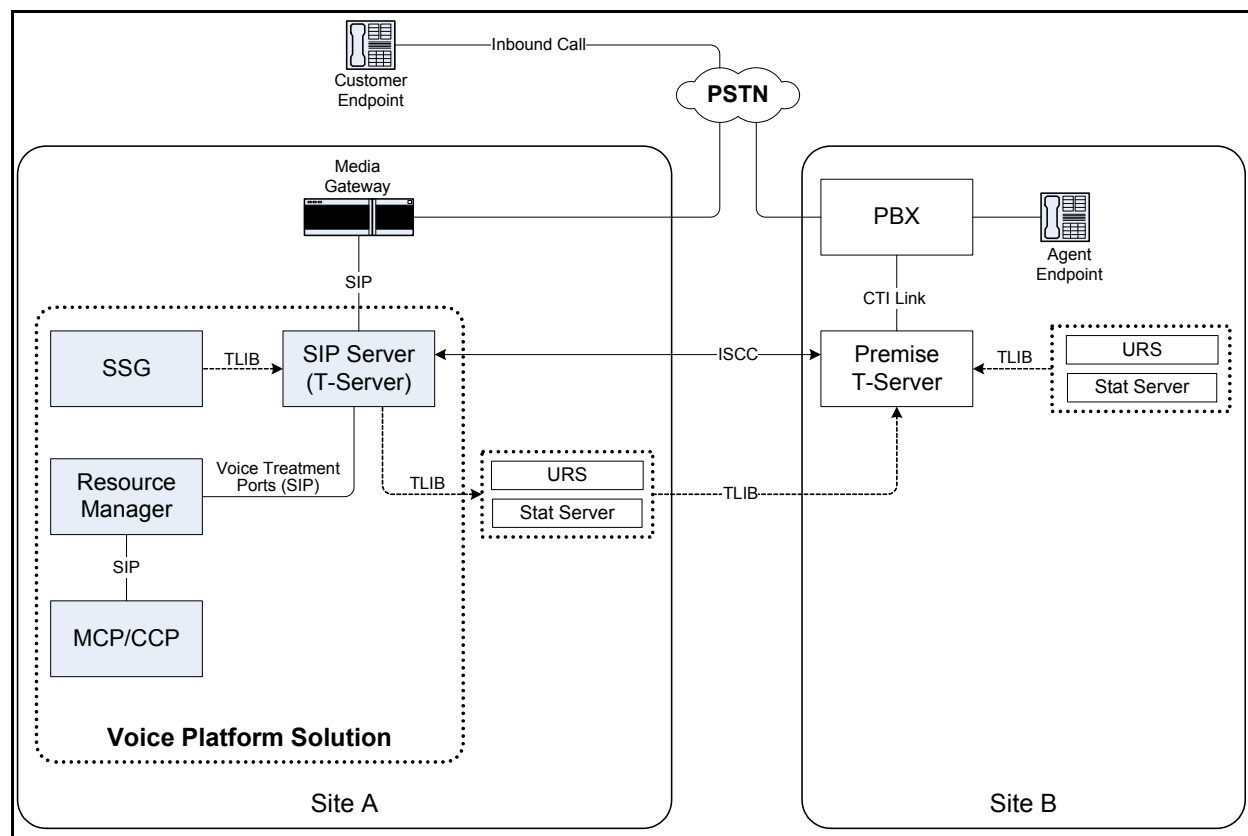 Inbound Call
Customer
Endpoint
PSTN
Media
Gateway
SIP
SSG
TLIB
SIP Server
(T-Server)
ISCC
PBX
Agent
Endpoint
CTI Link
Premise
T-Server
TLIB
URS
Stat Server
Resource
Manager
Voice Treatment
Ports (SIP)
TLIB
URS
Stat Server
TLIB
SIP
MCP/CCP
Voice Platform Solution
Site A
Site B